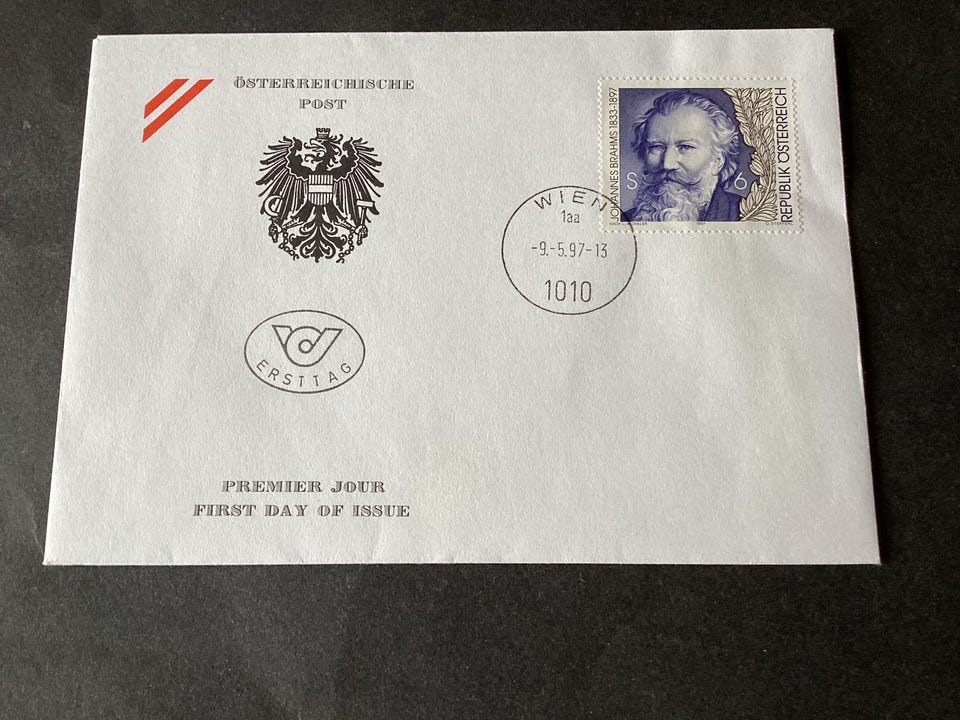 ÖSTERREICHISCHE
POST
JOHANNES BRAHMS 1833-1897
S 6
REPUBLIK ÖSTERREICH
1997
WIEN
1aa
-9.-5.97-13
1010
ERSTTAG
PREMIER JOUR
FIRST DAY OF ISSUE